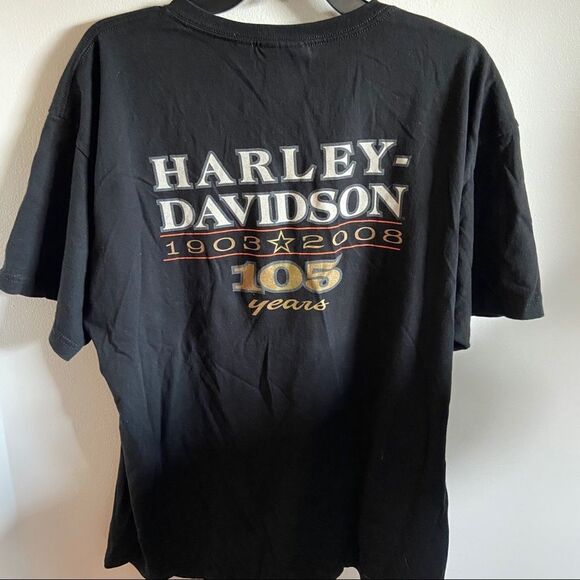 HARLEY-
DAVIDSON
1903☆2008
105
years